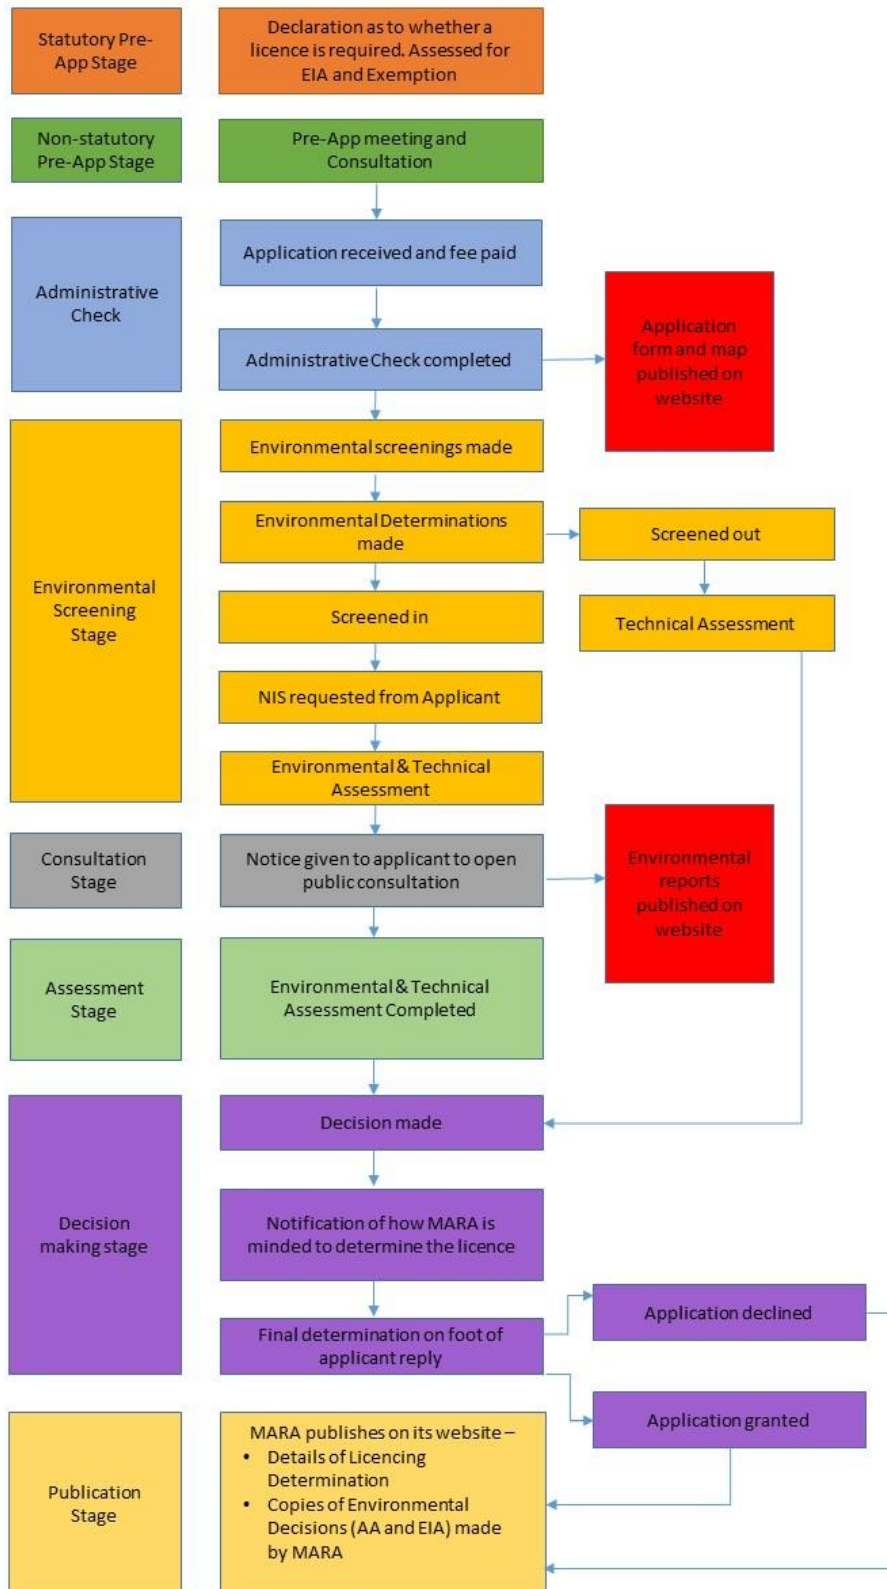 Statutory Pre-
App Stage
Declaration as to whether a
licence is required. Assessed for
EIA and Exemption
Non-statutory
Pre-App Stage
Pre-App meeting and
Consultation
Administrative
Check
Application received and fee paid
Administrative Check completed
Application
form and map
published on
website
Environmental
Screening
Stage
Environmental screenings made
Environmental Determinations
made
Screened out
Screened in
Technical Assessment
NIS requested from Applicant
Environmental & Technical
Assessment
Consultation
Stage
Notice given to applicant to open
public consultation
Environmental
reports
published on
website
Assessment
Stage
Environmental & Technical
Assessment Completed
Decision
making stage
Decision made
Notification of how MARA is
minded to determine the licence
Final determination on foot of
applicant reply
Application declined
Application granted
Publication
Stage
MARA publishes on its website –
• Details of Licencing
Determination
• Copies of Environmental
Decisions (AA and EIA) made
by MARA